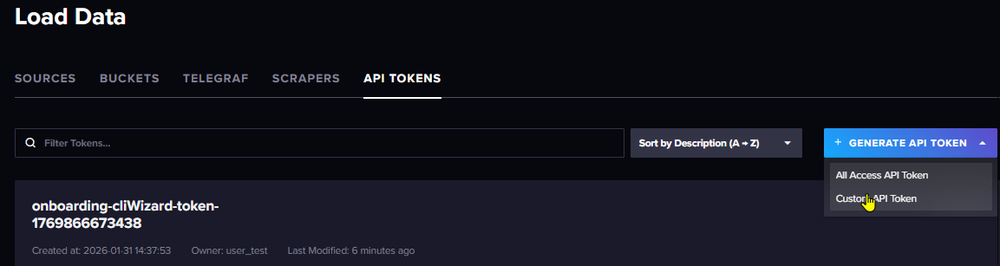 Load Data
SOURCES BUCKETS TELEGRAF SCRAPERS API TOKENS
Filter Tokens...
Sort by Description (A → Z)
+ GENERATE API TOKEN
All Access API Token
Custom API Token
onboarding-cliWizard-token-
1769866673438
Created at: 2026-01-31 14:37:53 Owner: user_test Last Modified: 6 minutes ago